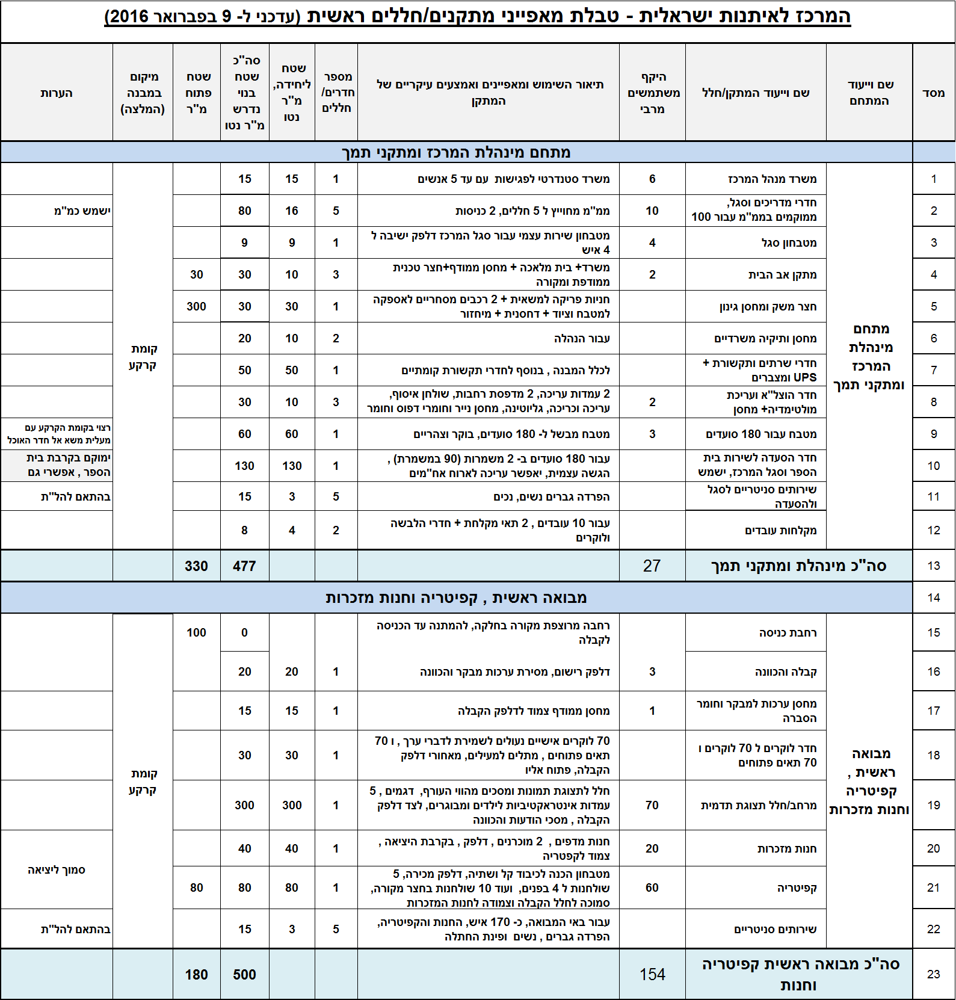 המרכז לאיתנות ישראלית - טבלת מאפייני מתקנים/חללים ראשית (עדכני ל- 9 בפברואר 2016)
מסד
שם וייעוד
המתחם
שם וייעוד המתקן/חלל
היקף
משתמשים
מרבי
תיאור השימוש ומאפיינים ואמצעים עיקריים של
המתקן
מספר
חדרים/
חללים
שטח
ליחידה,
מ"ר
נטו
סה"כ
שטח
בנוי
נדרש
מ"ר נטו
שטח
פתוח
מ"ר
מיקום
במבנה
(המלצה)
הערות
מתחם מינהלת המרכז ומתקני תמך
מתחם
מינהלת
המרכז
ומתקני תמך
קומת
קרקע
1 משרד מנהל המרכז 6 משרד סטנדרטי לפגישות עם עד 5 אנשים 1 15 15
2 חדרי מדריכים וסגל,
ממוקמים בממ"מ עבור 100 10 ממ"מ מחוייץ ל 5 חללים, 2 כניסות 5 16 80 ישמש כמ"מ
3 מטבחון סגל 4 מטבחון שירות עצמי עבור סגל המרכז דלפק ישיבה ל
4 איש 1 9 9
4 מתקן אב הבית 2 משרד+ בית מלאכה + מחסן ממודף+חצר טכנית
ממודפת ומקורה 3 10 30 30
5 חצר משק ומחסן גינון חניות פריקה למשאית + 2 רכבים מסחריים לאספקה
למטבח וציוד + דחסנית + מיחזור 1 30 30 300
6 מחסן ותיקיה משרדיים עבור הנהלה 2 10 20
7 חדרי שרתים ותקשורת +
UPS ומצברים לכלל המבנה , בנוסף לחדרי תקשורת קומתיים 1 50 50
8 חדר הוצל"א ועריכת
מולטימדיה+ מחסן 2 2 עמדות עריכה, 2 מדפסת רחבות, שולחן איסוף,
עריכה וכריכה, גליוטינה, מחסן נייר וחומרי דפוס וחומר 3 10 30
9 מטבח עבור 180 סועדים 3 מטבח מבשל ל- 180 סועדים, בוקר וצהריים 1 60 60 רצוי בקומת הקרקע עם
מעלית משא אל חדר האוכל
10 חדר הסעדה לשירות בית
הספר וסגל המרכז, ישמש עבור 180 סועדים ב- 2 משמרות (90 במשמרת) ,
הגשה עצמית, יאפשר עריכה לארוח אח"מים 1 130 130 ימוקם בקרבת בית
הספר , אפשרי גם
11 שירותים סניטריים לסגל
ולהסעדה הפרדה גברים נשים, נכים 5 3 15 בהתאם להל"ת
12 מקלחות עובדים עבור 10 עובדים , 2 תאי מקלחת + חדרי הלבשה
ולוקרים 2 4 8
13 סה"כ מינהלת ומתקני תמך 27 477 330
14 מבואה ראשית , קפיטריה וחנות מזכרות
מבואה
ראשית ,
קפיטריה
וחנות מזכרות
קומת
קרקע
15 רחבת כניסה רחבה מרוצפת מקורה בחלקה, להמתנה עד הכניסה
לקבלה 0 100
16 קבלה והכוונה 3 דלפק רישום, מסירת ערכות מבקר והכוונה 1 20 20
17 מחסן ערכות למבקר וחומר
הסברה 1 מחסן ממודף צמוד לדלפק הקבלה 1 15 15
18 חדר לוקרים ל 70 לוקרים ו
70 תאים פתוחים 70 לוקרים אישיים נעולים לשמירת לדברי ערך , ו 70
תאים פתוחים , מתלים למעילים, מאחורי דלפק
הקבלה, פתוח אליו 1 30 30
19 מרחב/חלל תצוגת תדמית 70 חלל לתצוגת תמונות ומסכים מהווי העורף, דגמים , 5
עמדות אינטראקטיביות לילדים ומבוגרים, לצד דלפק
הקבלה , מסכי הודעות והכוונה 1 300 300
20 חנות מזכרות 20 חנות מדפים , 2 מוכרנים , דלפק , בקרבת היציאה ,
צמוד לקפטריה 1 40 40
סמוך ליציאה
21 קפיטריה 60 מטבחון הכנה לכיבוד קל ושתיה, דלפק מכירה, 5
שולחנות ל 4 בפנים, ועוד 10 שולחנות בחצר מקורה,
סמוכה לחלל הקבלה וצמודה לחנות המזכרות 1 80 80 80
22 שירותים סניטריים עבור באי המבואה, כ- 170 איש, החנות והקפיטריה,
הפרדה גברים , נשים ופינת החתלה 5 3 15 בהתאם להל"ת
23 סה"כ מבואה ראשית קפיטריה
וחנות 154 500 180